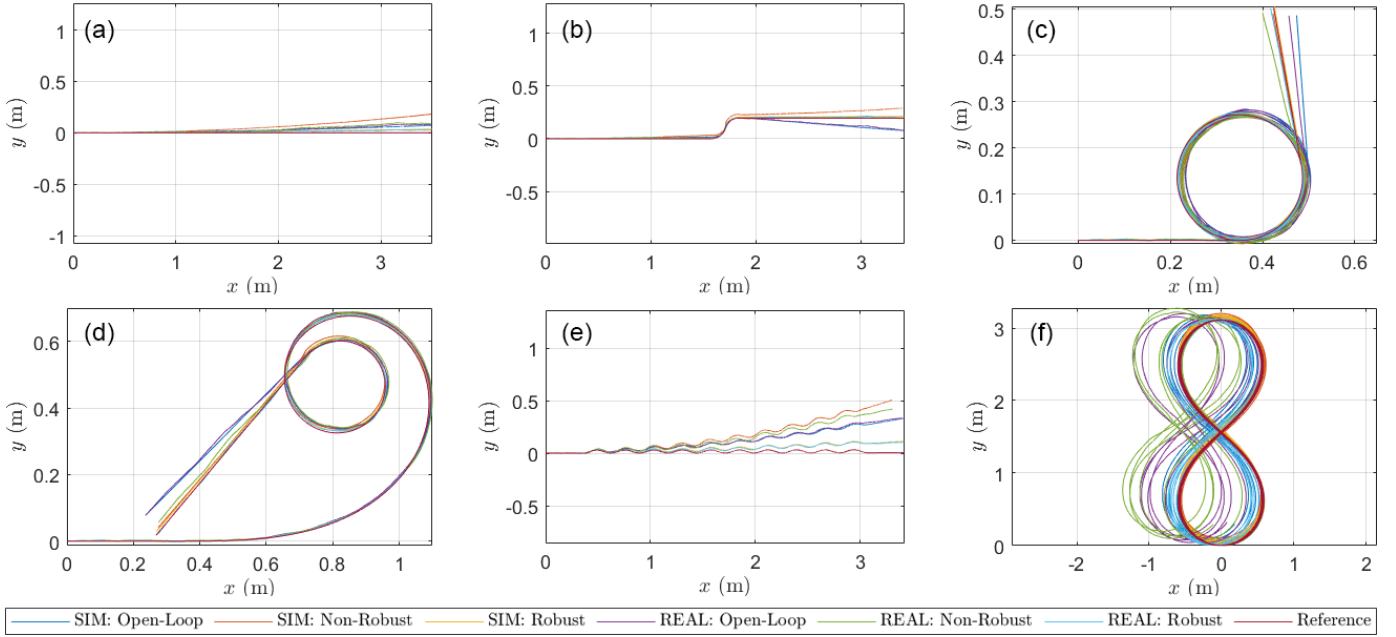 (a)
1
0.5
0
-0.5
-1
y (m)
0
1
2
3
x (m)
(b)
1
0.5
0
-0.5
y (m)
0
1
2
3
x (m)
(c)
0.5
0.4
0.3
0.2
0.1
0
y (m)
0
0.2
0.4
0.6
x (m)
(d)
0.6
0.4
0.2
0
y (m)
0
0.2
0.4
0.6
0.8
1
x (m)
(e)
1
0.5
0
-0.5
y (m)
0
1
2
3
x (m)
(f)
3
2
1
0
y (m)
-2
-1
0
1
2
x (m)
SIM: Open-Loop SIM: Non-Robust SIM: Robust REAL: Open-Loop REAL: Non-Robust REAL: Robust Reference